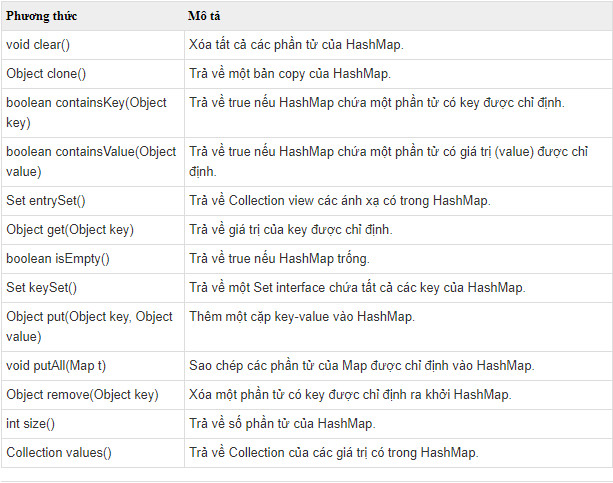 Phương thức Mô tả
void clear() Xóa tất cả các phần tử của HashMap.
Object clone() Trả về một bản copy của HashMap.
boolean containsKey(Object Trả về true nếu HashMap chứa một phần tử có key được chỉ định.
key)
boolean containsValue(Object Trả về true nếu HashMap chứa một phần tử có giá trị (value) được chỉ
value) định.
Set entrySet() Trả về Collection view các ánh xạ có trong HashMap.
Object get(Object key) Trả về giá trị của key được chỉ định.
boolean isEmpty() Trả về true nếu HashMap trống.
Set keySet() Trả về một Set interface chứa tất cả các key của HashMap.
Object put(Object key, Object Thêm một cặp key-value vào HashMap.
value)
void putAll(Map t) Sao chép các phần tử của Map được chỉ định vào HashMap.
Object remove(Object key) Xóa một phần tử có key được chỉ định ra khởi HashMap.
int size() Trả về số phần tử của HashMap.
Collection values() Trả về Collection của các giá trị có trong HashMap.